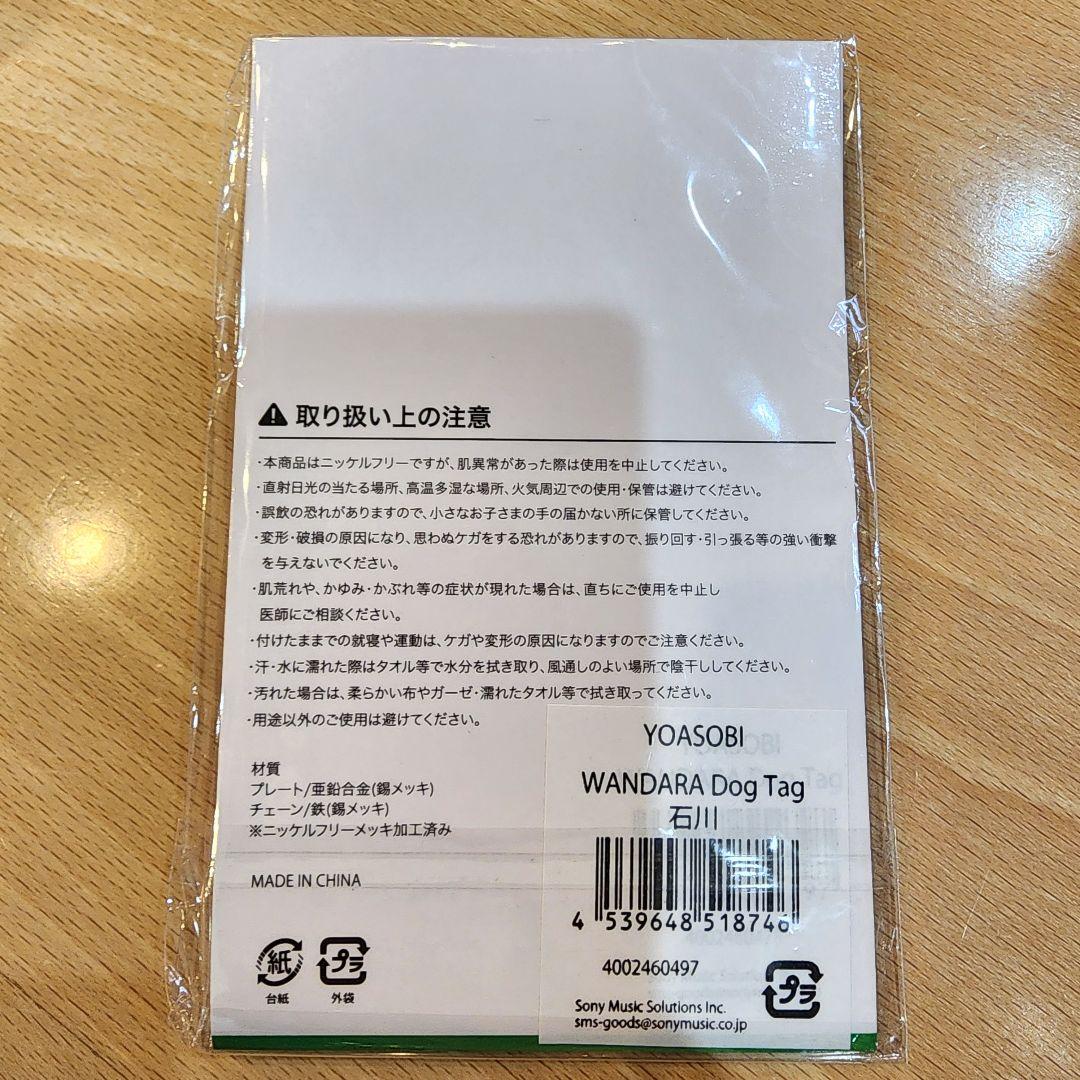 取り扱い上の注意
・本商品はニッケルフリーですが、肌異常があった際は使用を中止してください。
・直射日光の当たる場所、高温多湿な場所、火気周辺での使用・保管は避けてください。
・誤飲の恐れがありますので、小さなお子さまの手の届かない所に保管してください。
・変形・破損の原因になり、思わぬケガをする恐れがありますので、振り回す・引っ張る等の強い衝撃
を与えないでください。
・肌荒れや、かゆみ・かぶれ等の症状が現れた場合は、直ちにご使用を中止し
医師にご相談ください。
・付けたままでの就寝や運動は、ケガや変形の原因になりますのでご注意ください。
・汗・水に濡れた際はタオル等で水分を拭き取り、風通しのよい場所で陰干ししてください。
・汚れた場合は、柔らかい布やガーゼ・濡れたタオル等で拭き取ってください。
・用途以外のご使用は避けてください。
材質
プレート/亜鉛合金(錫メッキ)
チェーン/鉄(錫メッキ)
※ニッケルフリーメッキ加工済み
MADE IN CHINA
紙
台紙
プラ
外袋
YOASOBI
WANDARA Dog Tag
石川
4 539648 518746
4002460497
プラ
Sony Music Solutions Inc.
sms-goods@sonymusic.co.jp